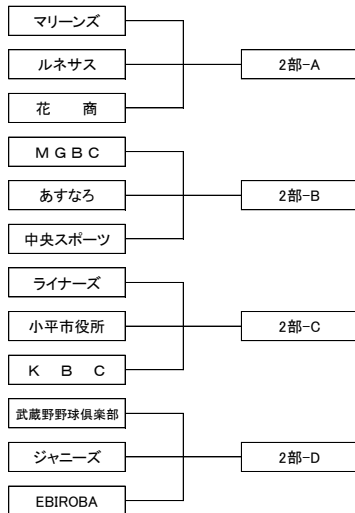 マリーンズ
ルネサス
2部-A
花　商
ＭＧＢＣ
あすなろ
2部-B
中央スポーツ
ライナーズ
小平市役所
2部-C
Ｋ　Ｂ　Ｃ
武蔵野野球倶楽部
ジャニーズ
2部-D
EBIROBA